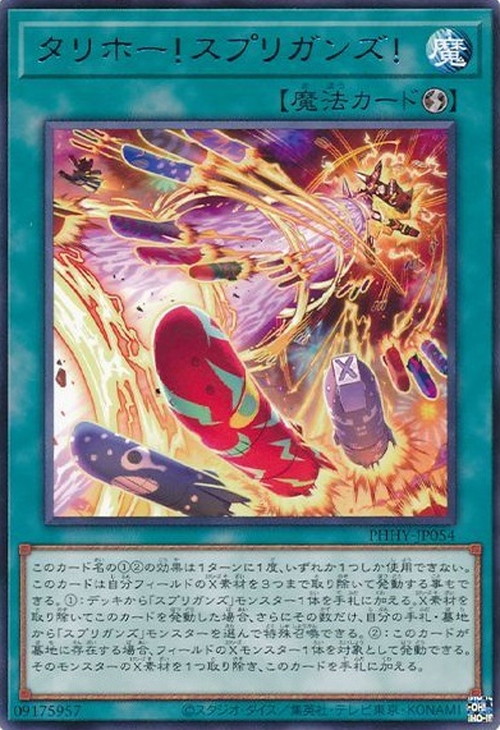 タリホー！スプリガンズ！
魔
【魔法カード】
X
PHHY-JP054
このカード名の①②の効果は１ターンに１度、いずれか１つしか使用できない。
このカードは自分フィールドのX素材を３つまで取り除いて発動する事もで
きる。①：デッキから「スプリガンズ」モンスター１体を手札に加える。X素材を
取り除いてこのカードを発動した場合、さらにその数だけ、自分の手札・墓地
から「スプリガンズ」モンスターを選んで特殊召喚できる。②：このカードが
墓地に存在する場合、フィールドのXモンスター１体を対象として発動できる。
そのモンスターのX素材を１つ取り除き、このカードを手札に加える。
09175957
©スタジオ・ダイス／集英社・テレビ東京・KONAMI